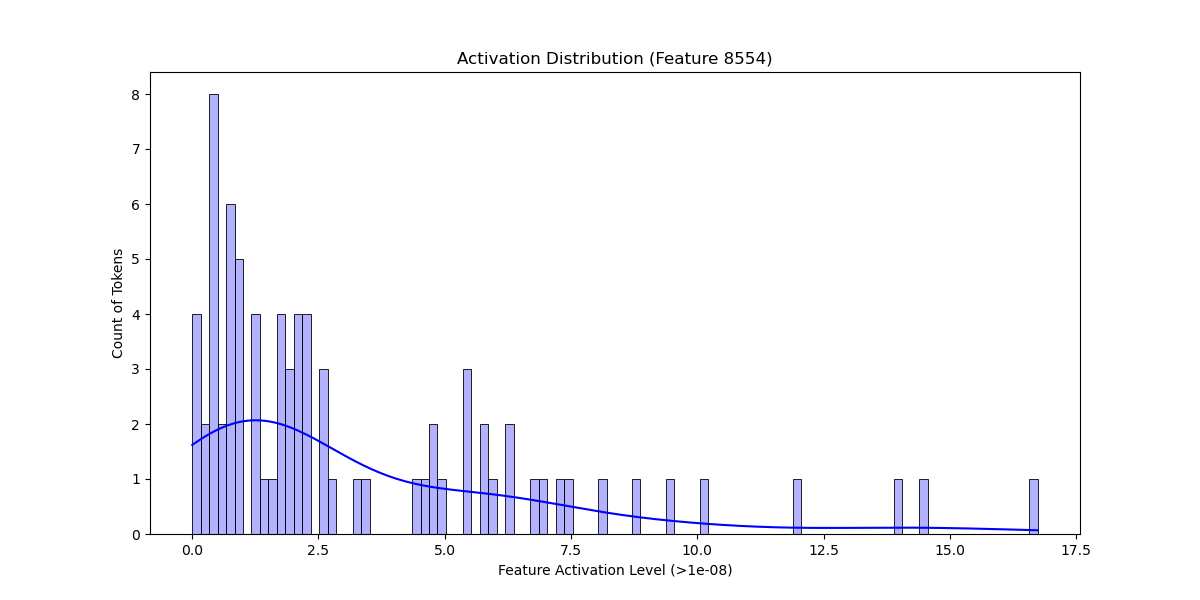 Activation Distribution (Feature 8554)
Count of Tokens
8
7
6
5
4
3
2
1
0
0.0 2.5 5.0 7.5 10.0 12.5 15.0 17.5
Feature Activation Level (>1e-08)